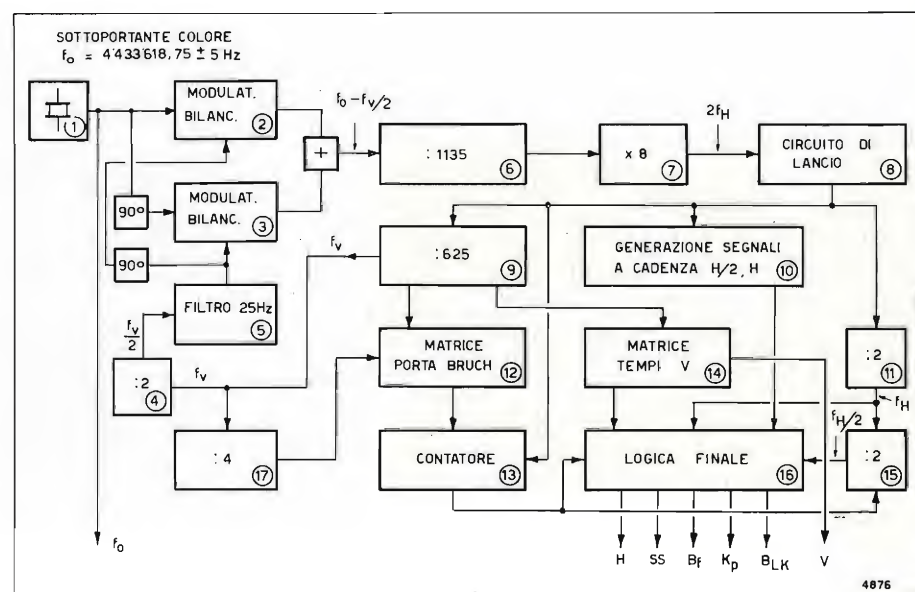 SOTTOPORTANTE COLORE
fo = 4'433'618,75 ± 5 Hz
1
MODULAT.
BILANC.
2
+
fo - fv/2
: 1135
6
x 8
7
2fH
CIRCUITO DI
LANCIO
8
90°
MODULAT.
BILANC.
3
90°
FILTRO 25Hz
5
fv
: 625
9
GENERAZIONE SEGNALI
A CADENZA H/2, H
10
fv/2
:2
4
fv
MATRICE
PORTA BRUCH
12
MATRICE
TEMPI V
14
:2
11
fH
: 4
17
CONTATORE
13
LOGICA FINALE
16
fH/2
:2
15
fo
H SS Bf Kp BLK V
4876